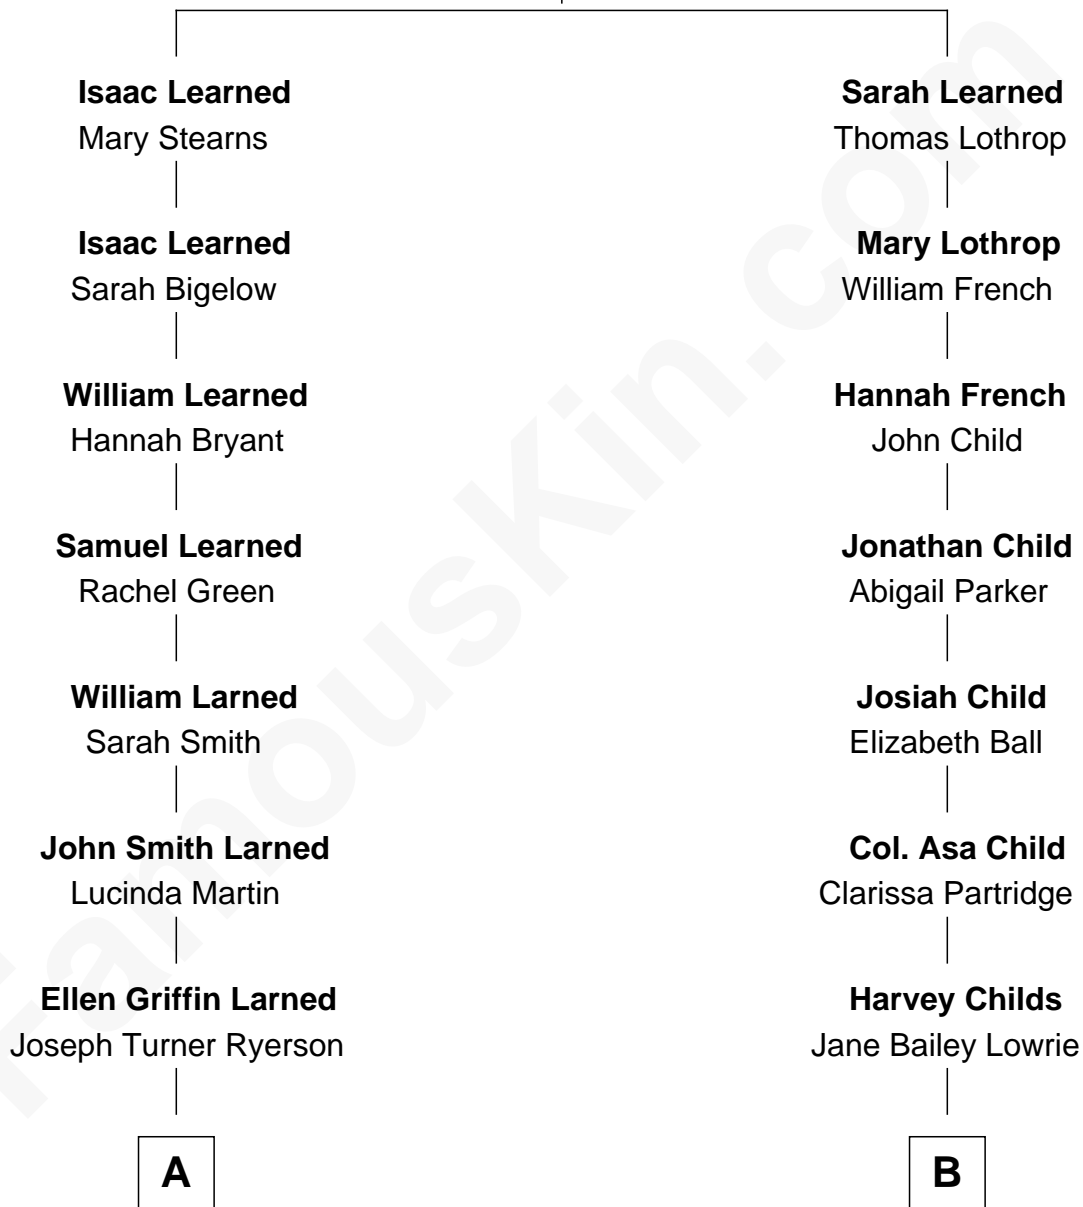 Isaac Learned
Mary Stearns
Isaac Learned
Sarah Bigelow
William Learned
Hannah Bryant
Samuel Learned
Rachel Green
William Larned
Sarah Smith
John Smith Larned
Lucinda Martin
Ellen Griffin Larned
Joseph Turner Ryerson
A
Sarah Learned
Thomas Lothrop
Mary Lothrop
William French
Hannah French
John Child
Jonathan Child
Abigail Parker
Josiah Child
Elizabeth Ball
Col. Asa Child
Clarissa Partridge
Harvey Childs
Jane Bailey Lowrie
B
FamousKin.com